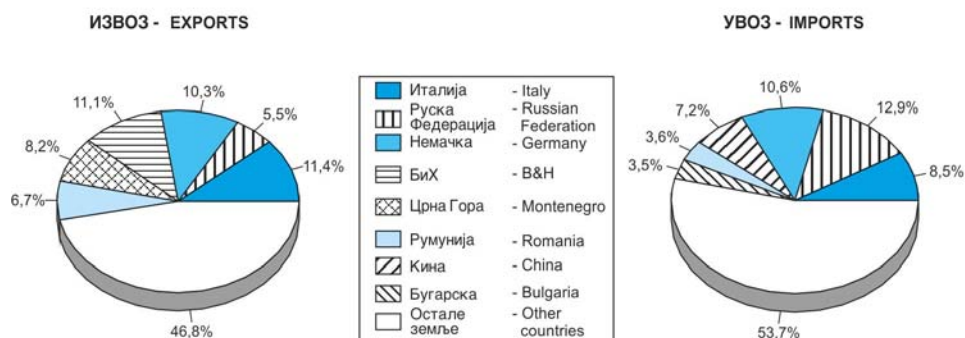 ИЗВОЗ - EXPORTS
10,3%
11,1%
5,5%
8,2%
11,4%
6,7%
46,8%
Италија - Italy
Руска - Russian
Федерација Federation
Немачка - Germany
БиХ - B&H
Црна Гора - Montenegro
Румунија - Romania
Кина - China
Бугарска - Bulgaria
Остале - Other
земље countries
УВОЗ - IMPORTS
10,6%
7,2%
12,9%
3,6%
3,5%
8,5%
53,7%